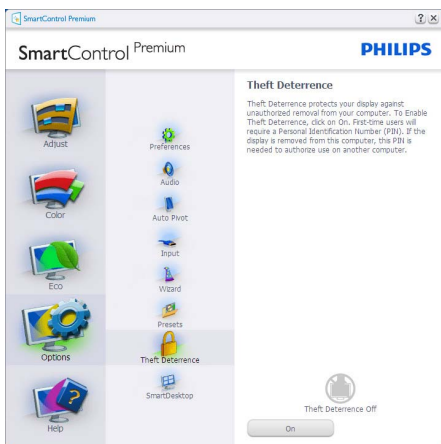 SmartControl Premium
SmartControl Premium
PHILIPS
Adjust
Color
Eco
Options
Help
Preferences
Audio
Auto Pivot
Input
Wizard
Presets
Theft Deterrence
SmartDesktop
Theft Deterrence
Theft Deterrence protects your display against
unauthorized removal from your computer. To Enable
Theft Deterrence, click on On. First-time users will
require a Personal Identification Number (PIN). If the
display is removed from this computer, this PIN is
needed to authorize use on another computer.
Theft Deterrence Off
On